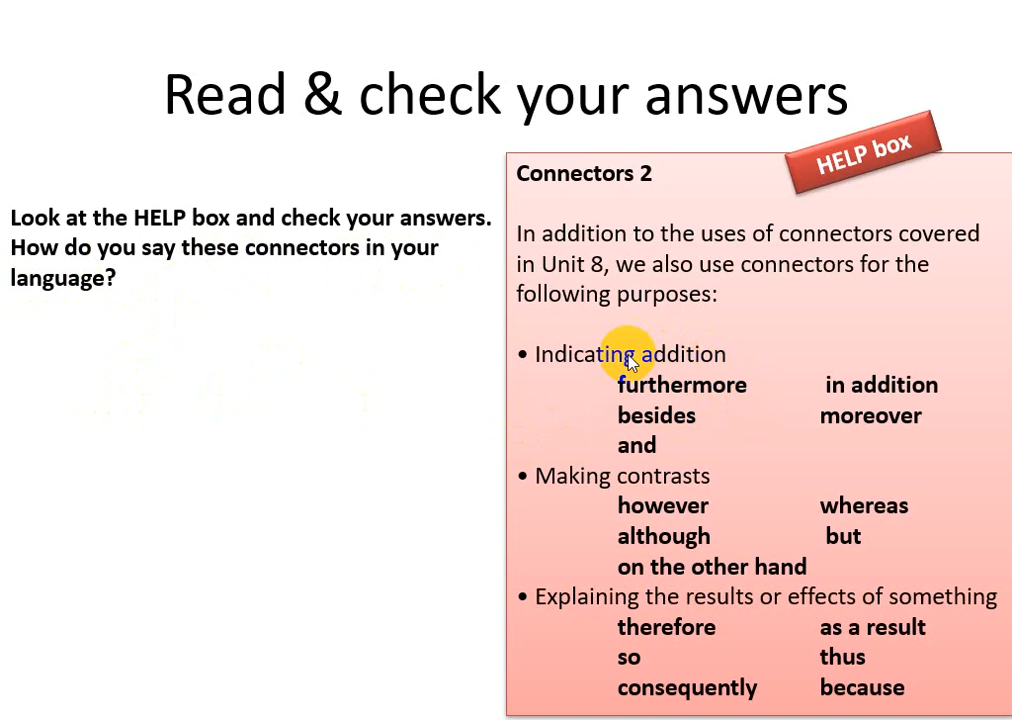 Read & check your answers
HELP box
Look at the HELP box and check your answers.
How do you say these connectors in your
language?
Connectors 2
In addition to the uses of connectors covered
in Unit 8, we also use connectors for the
following purposes:
• Indicating addition
furthermore in addition
besides moreover
and
• Making contrasts
however whereas
although but
on the other hand
• Explaining the results or effects of something
therefore as a result
so thus
consequently because